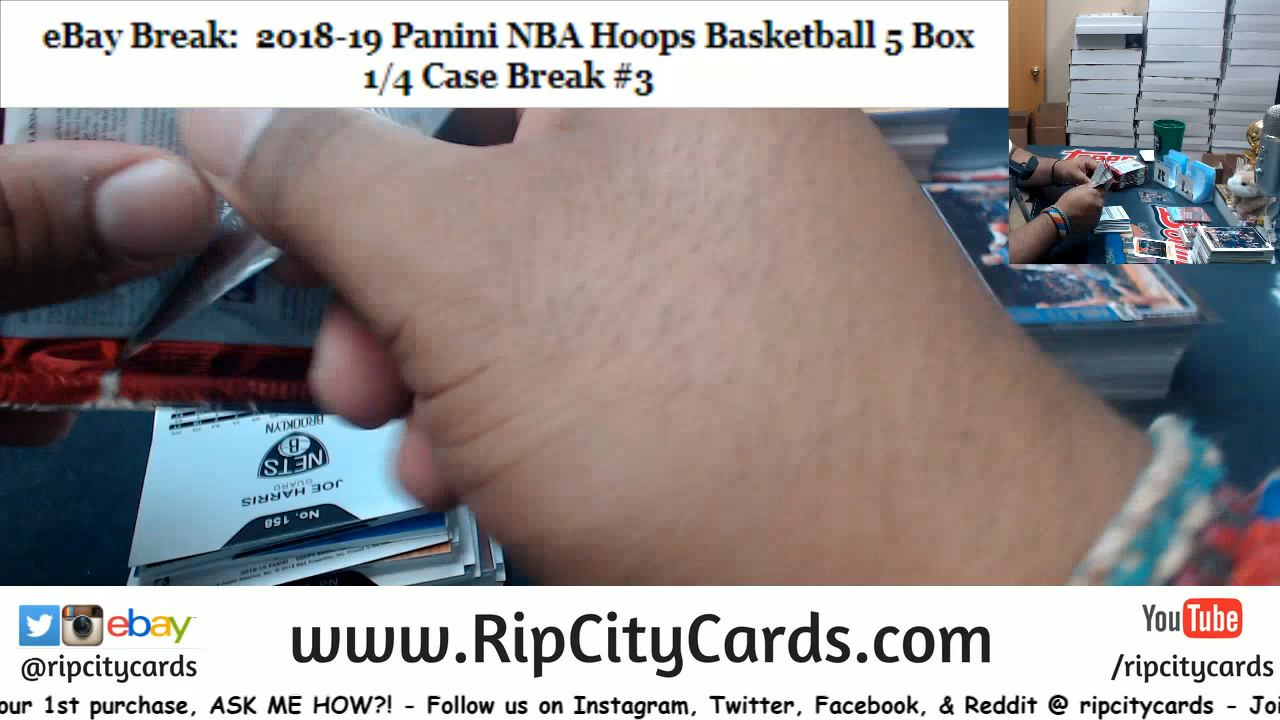 eBay Break: 2018-19 Panini NBA Hoops Basketball 5 Box
1/4 Case Break #3
BROOKLYN
B
NETS
GUARD
JOE HARRIS
No. 158
ebay
@ripcitycards
www.RipCityCards.com
YouTube
/ripcitycards
our 1st purchase, ASK ME HOW?! - Follow us on Instagram, Twitter, Facebook, & Reddit @ ripcitycards - Joi